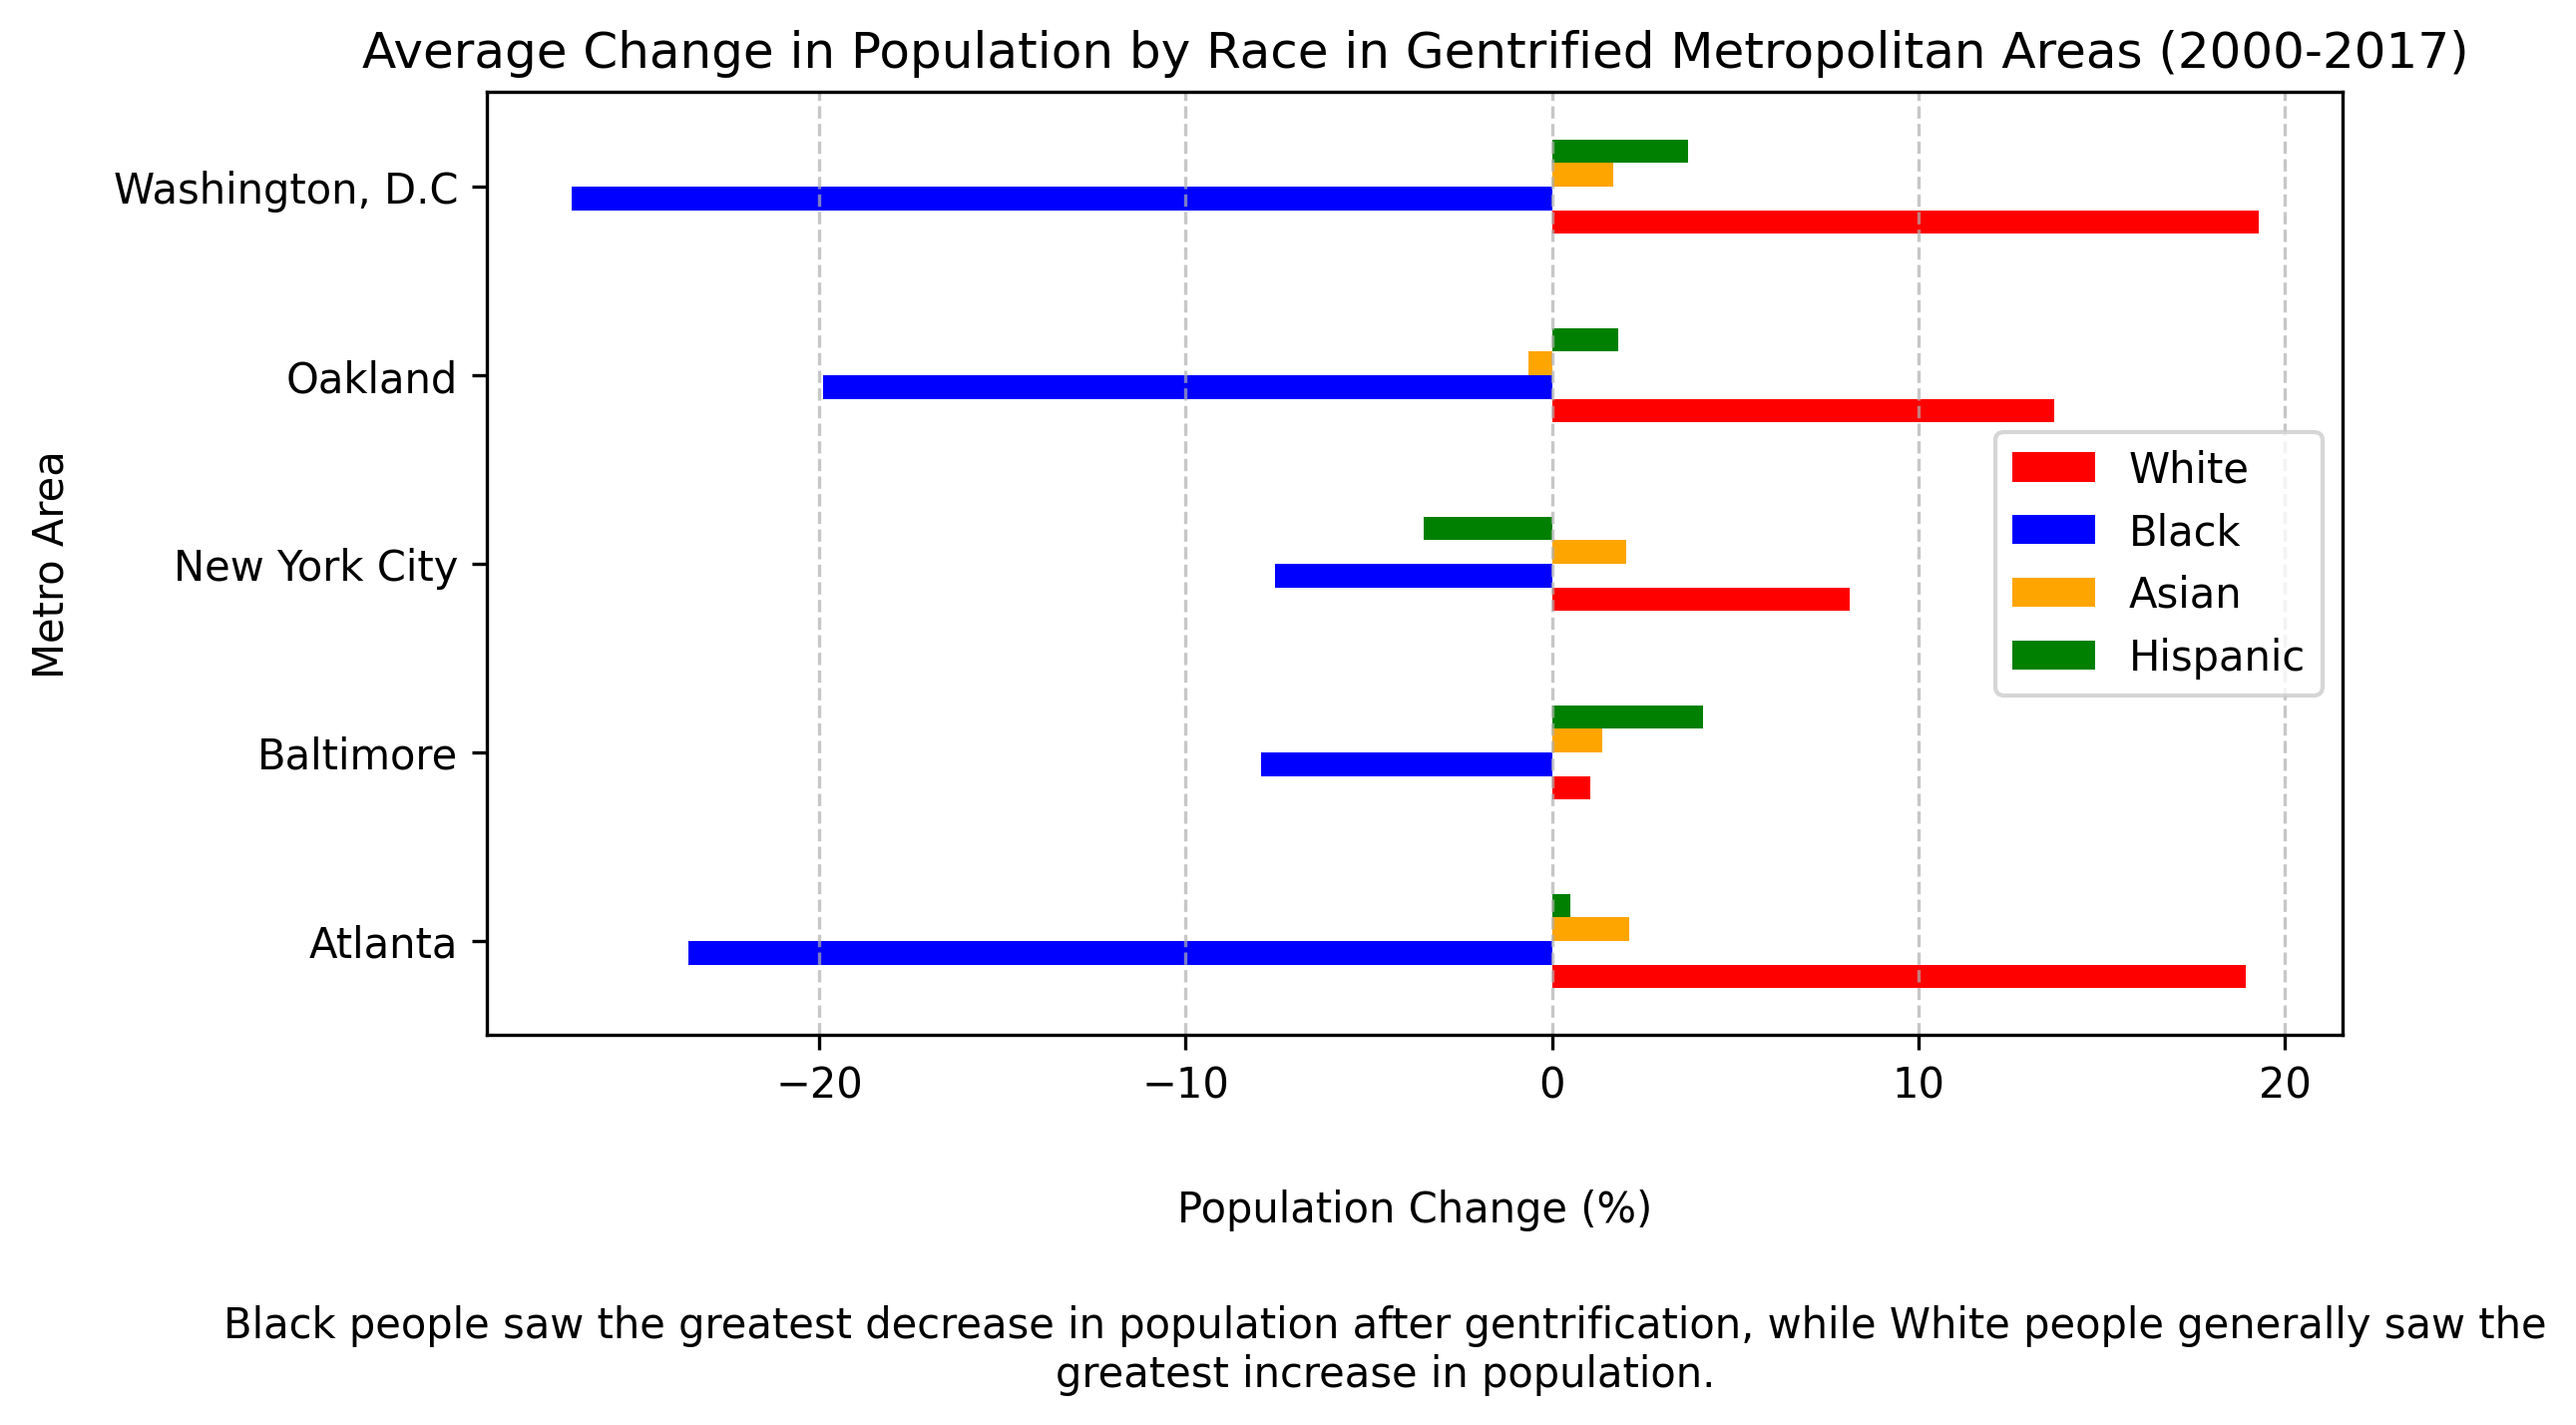 Average Change in Population by Race in Gentrified Metropolitan Areas (2000-2017)
Washington, D.C
Oakland
New York City
Baltimore
Atlanta
Metro Area
White
Black
Asian
Hispanic
−20
−10
0
10
20
Population Change (%)
Black people saw the greatest decrease in population after gentrification, while White people generally saw the
greatest increase in population.